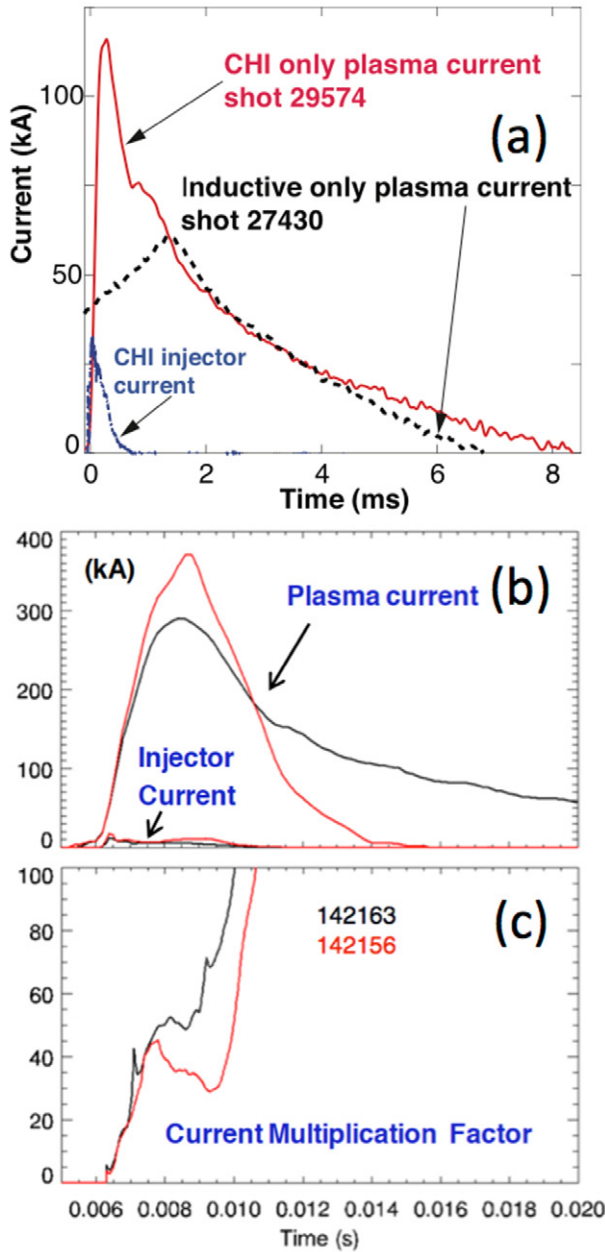 CHI only plasma current
shot 29574
(a)
Inductive only plasma current
shot 27430
CHI injector
current
Current (kA)
100
50
0
0
2
4
6
8
Time (ms)
400
300
200
100
0
(kA)
(b)
Plasma current
Injector
Current
100
80
60
40
20
0
142163
142156
(c)
Current Multiplication Factor
0.006
0.008
0.010
0.012
0.014
0.016
0.018
0.020
Time (s)